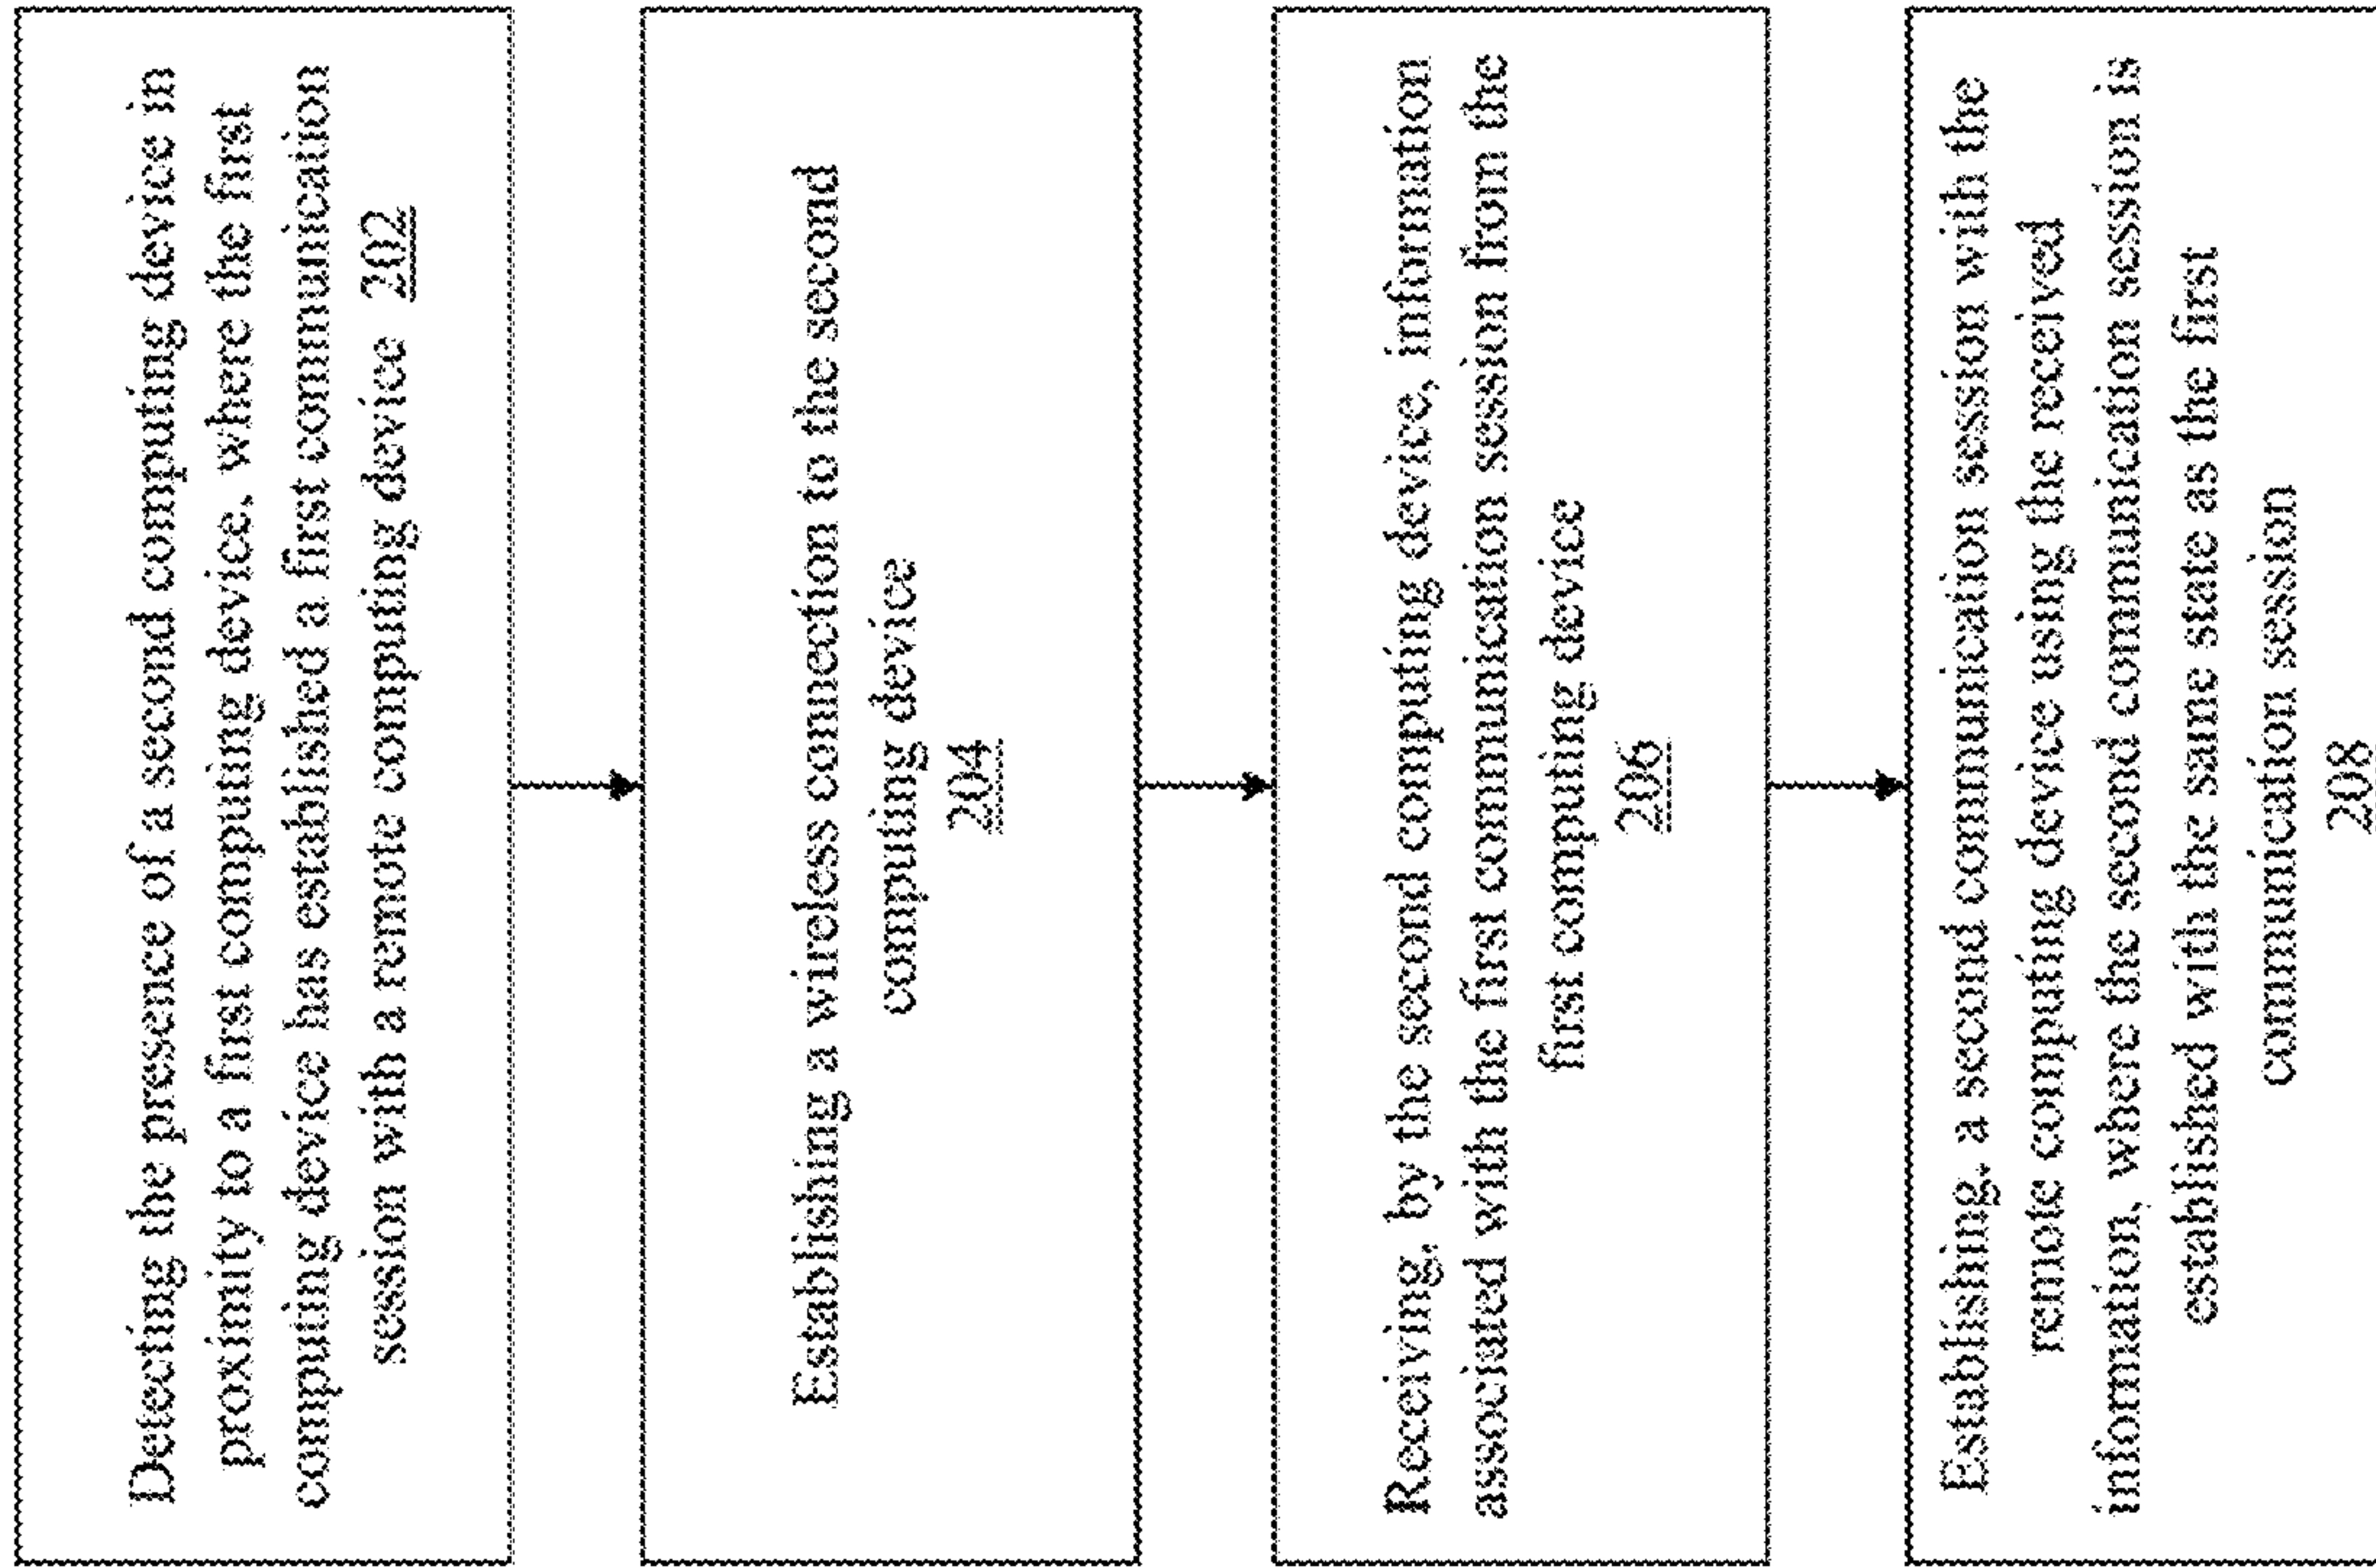 Detecting the presence of a second computing device in
proximity to a first computing device, where the first
computing device has established a first communication
session with a remote computing device 202
Establishing a wireless connection to the second
computing device
204
Receiving, by the second computing device, information
associated with the first communication session from the
first computing device
206
Establishing, a second communication session with the
remote computing device using the received
information, where the second communication session is
established with the same state as the first
communication session
208